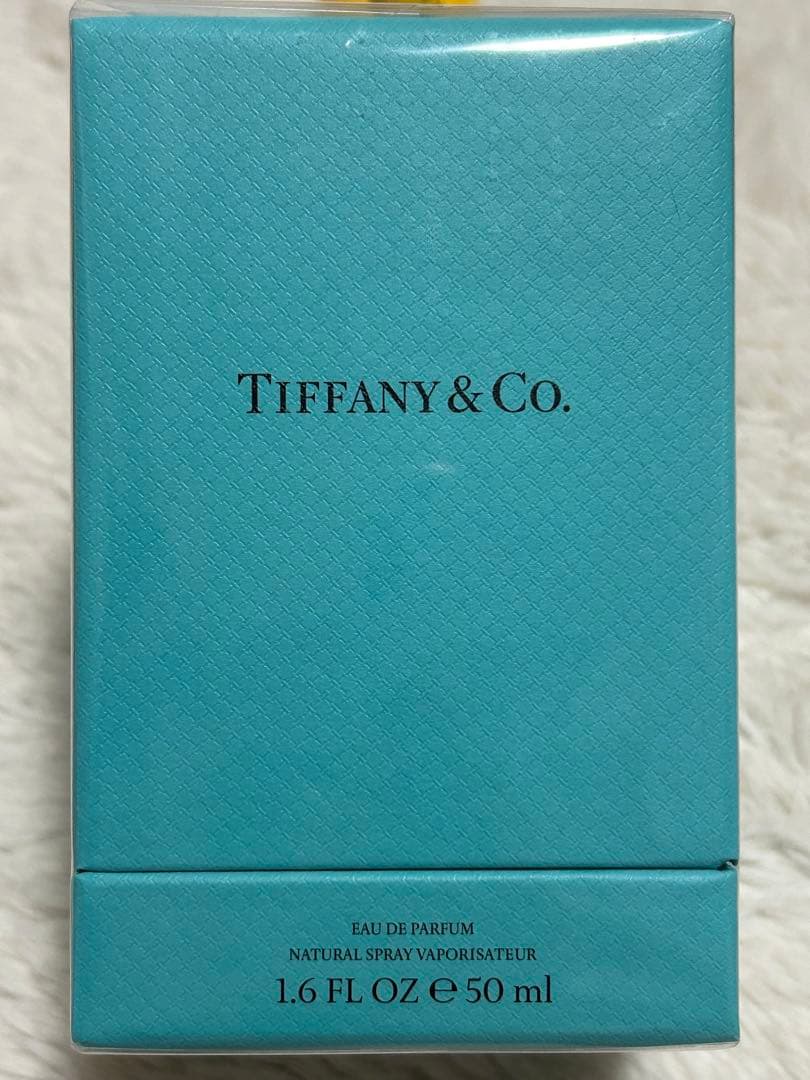 TIFFANY & CO.
EAU DE PARFUM
NATURAL SPRAY VAPORISATEUR
1.6 FL OZ ℮ 50 ml